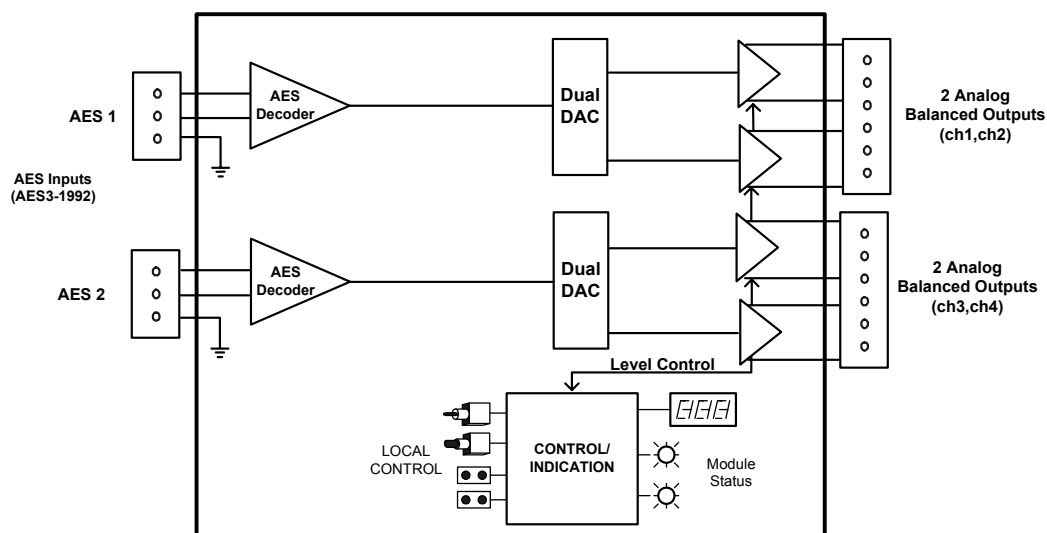 AES 1
AES Inputs
(AES3-1992)
AES 2
AES
Decoder
AES
Decoder
Dual
DAC
Dual
DAC
2 Analog
Balanced Outputs
(ch1,ch2)
2 Analog
Balanced Outputs
(ch3,ch4)
Level Control
LOCAL
CONTROL
CONTROL/
INDICATION
Module
Status